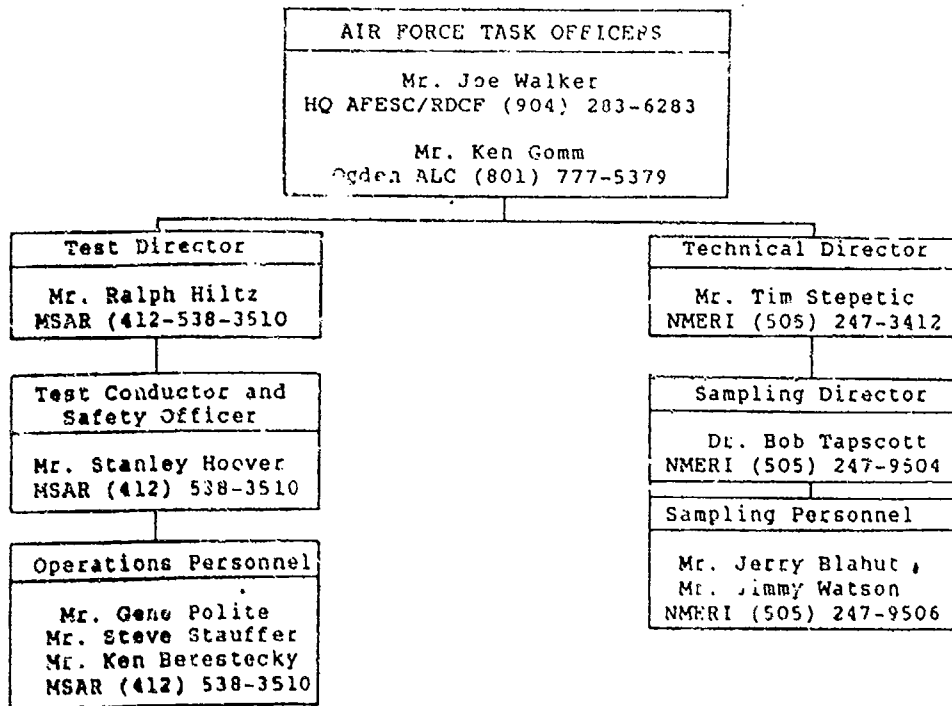 AIR FORCE TASK OFFICERS
Mr. Joe Walker
HQ AFESC/RDCF (904) 283-6283
Mr. Ken Gomm
Ogden ALC (801) 777-5379
Test Director
Mr. Ralph Hiltz
MSAR (412-538-3510
Test Conductor and
Safety Officer
Mr. Stanley Hoover
MSAR (412) 538-3510
Operations Personnel
Mr. Gene Polite
Mr. Steve Stauffer
Mr. Ken Berestecky
MSAR (412) 538-3510
Technical Director
Mr. Tim Stepetic
NMERI (505) 247-3412
Sampling Director
Dr. Bob Tapscott
NMERI (505) 247-9504
Sampling Personnel
Mr. Jerry Blahut
Mr. Jimmy Watson
NMERI (505) 247-9506